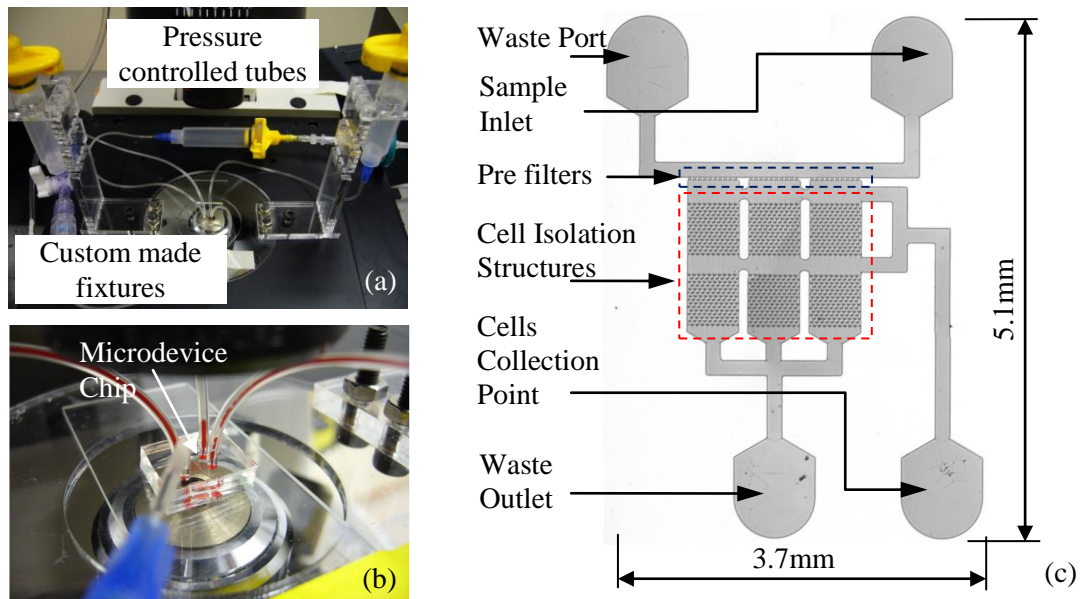 Pressure
controlled tubes
Custom made
fixtures
(a)
Microdevice
Chip
(b)
Waste Port
Sample
Inlet
Pre filters
Cell Isolation
Structures
Cells
Collection
Point
Waste
Outlet
5.1mm
3.7mm
(c)